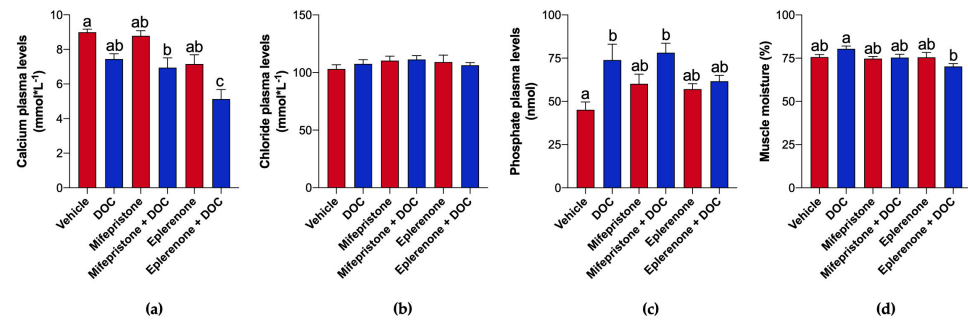 Calcium plasma levels
(mmol*L⁻¹)
10
8
6
4
2
0
a
ab
ab
b
ab
c
Vehicle
DOC
Mifepristone
Mifepristone + DOC
Eplerenone
Eplerenone + DOC
(a)
Chloride plasma levels
(mmol*L⁻¹)
150
100
50
0
Vehicle
DOC
Mifepristone
Mifepristone + DOC
Eplerenone
Eplerenone + DOC
(b)
Phosphate plasma levels
(nmol)
100
75
50
25
0
a
b
ab
b
ab
ab
Vehicle
DOC
Mifepristone
Mifepristone + DOC
Eplerenone
Eplerenone + DOC
(c)
Muscle moisture (%)
100
75
50
25
0
ab
a
ab
ab
ab
b
Vehicle
DOC
Mifepristone
Mifepristone + DOC
Eplerenone
Eplerenone + DOC
(d)